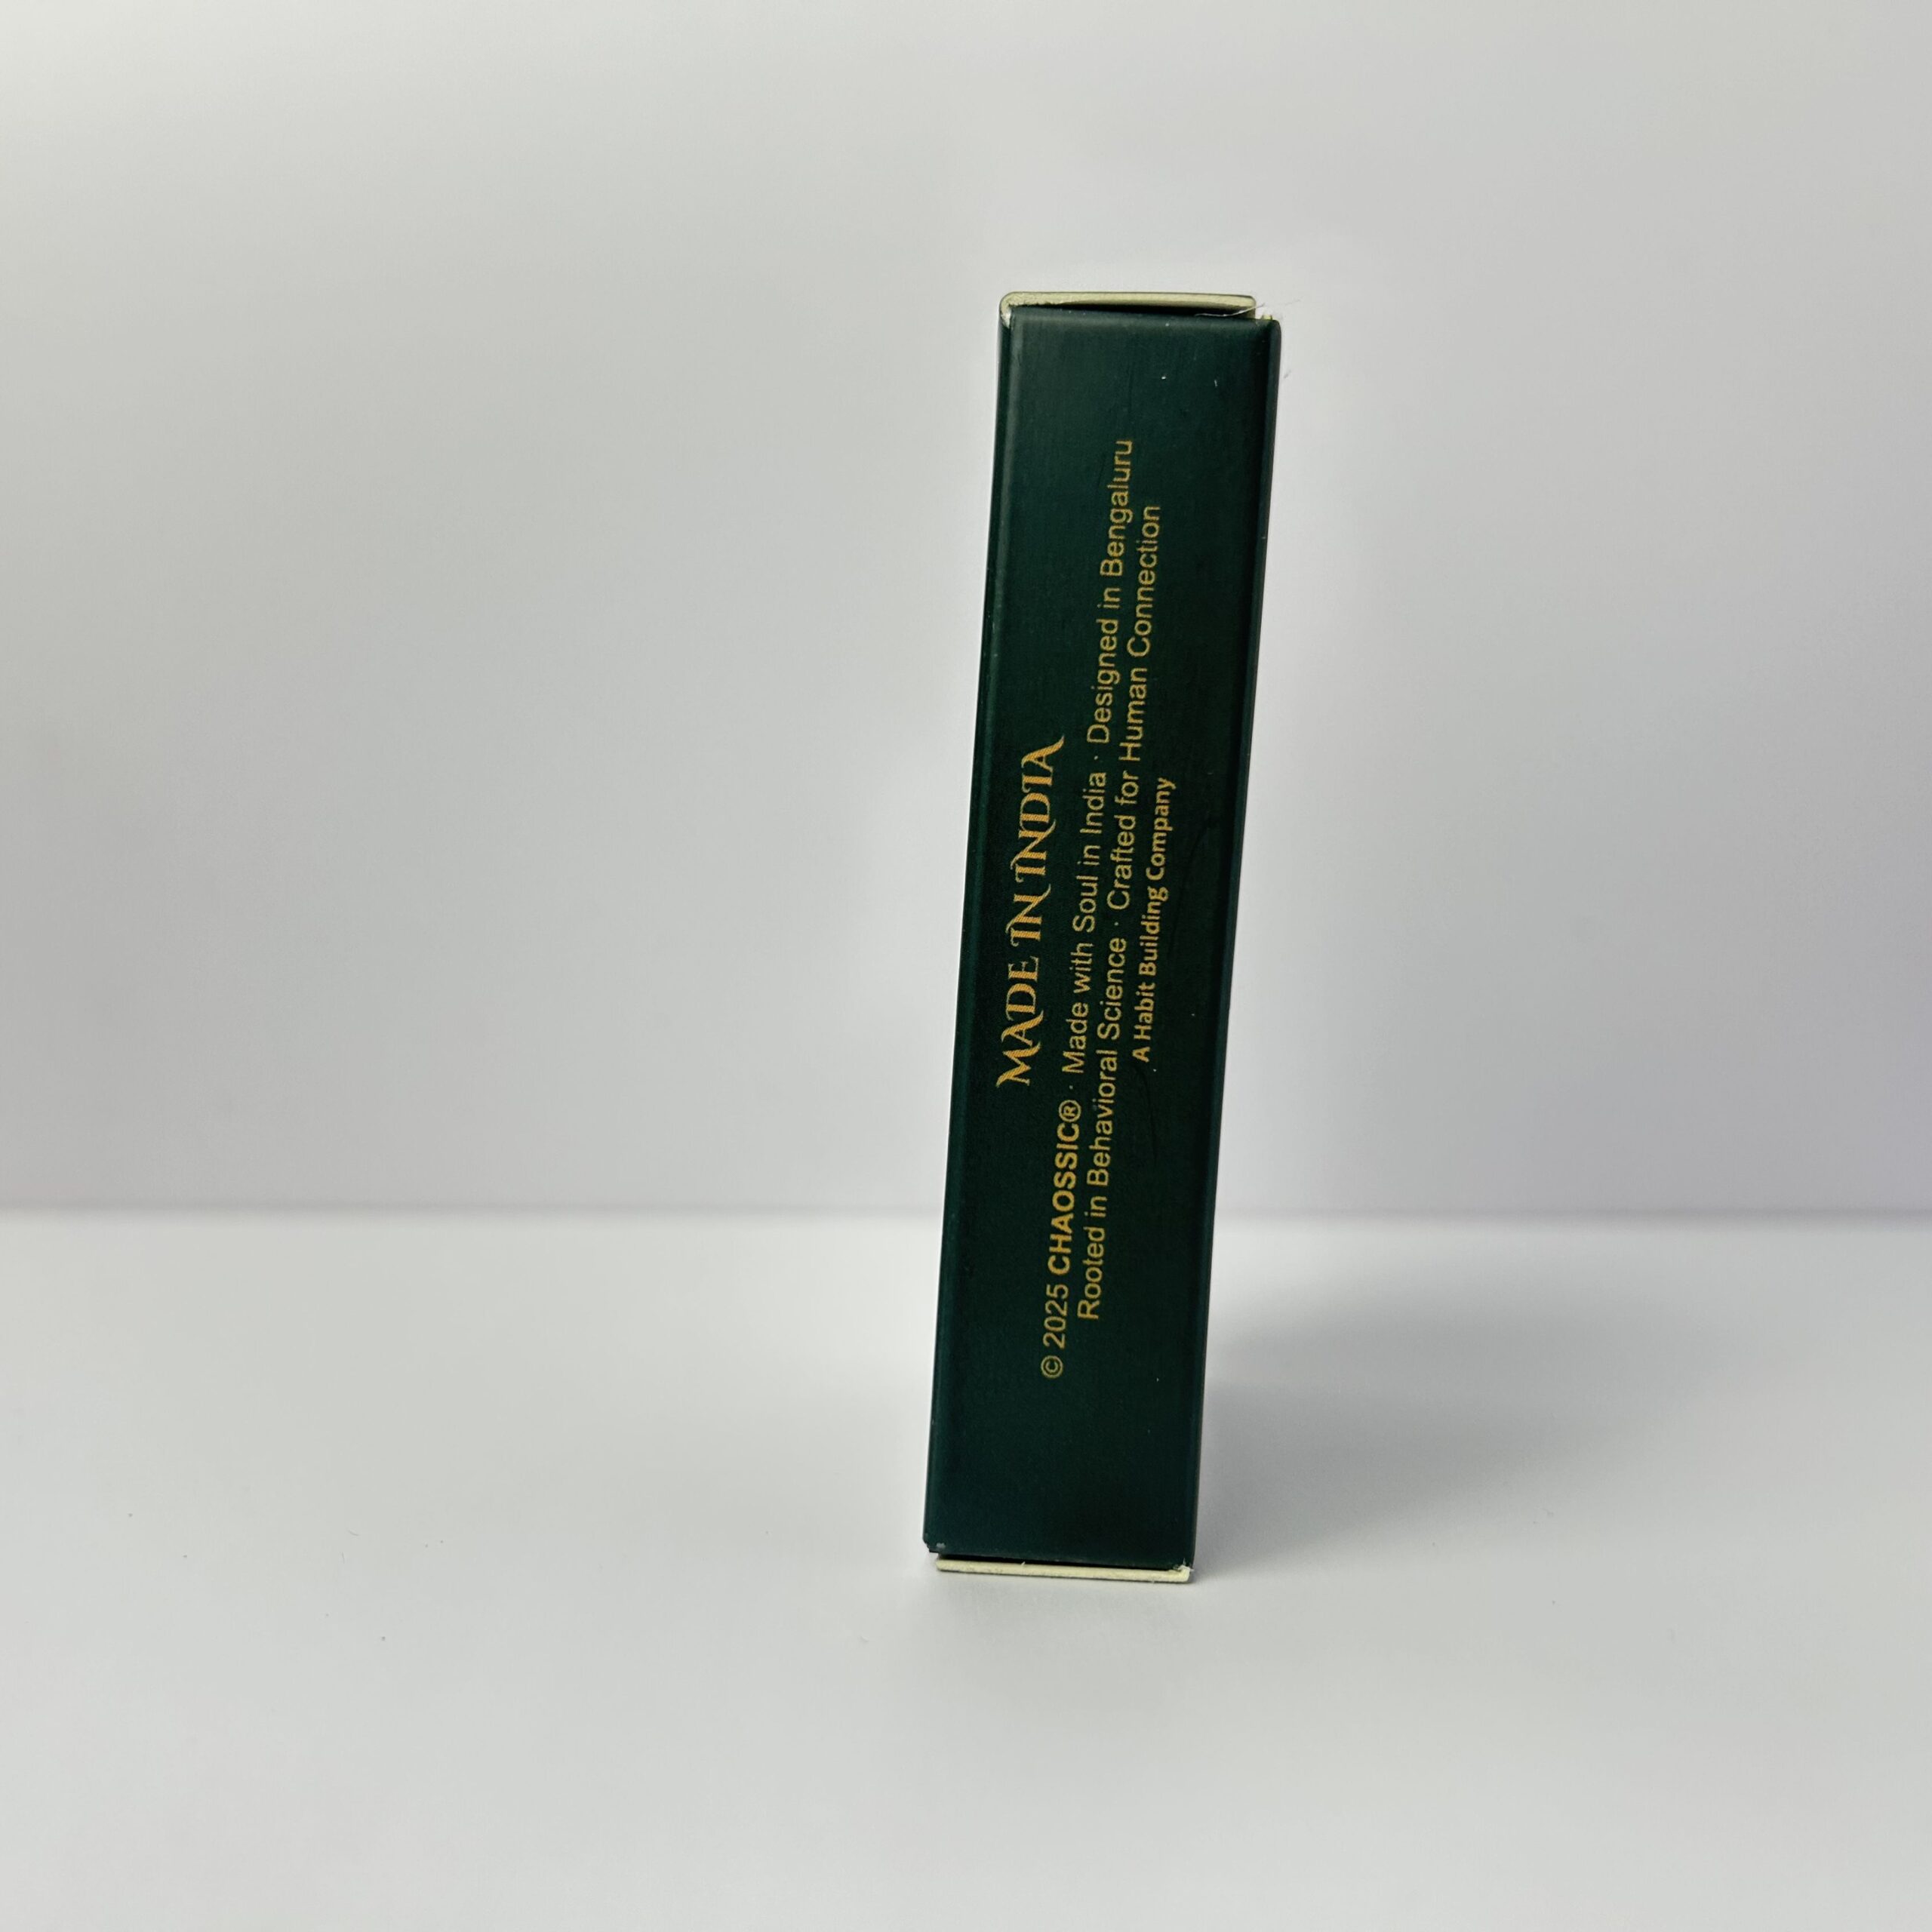 MADE IN INDIA
© 2025 CHAOSSIC® · Made with Soul in India · Designed in Bengaluru
Rooted in Behavioral Science · Crafted for Human Connection
A Habit Building Company